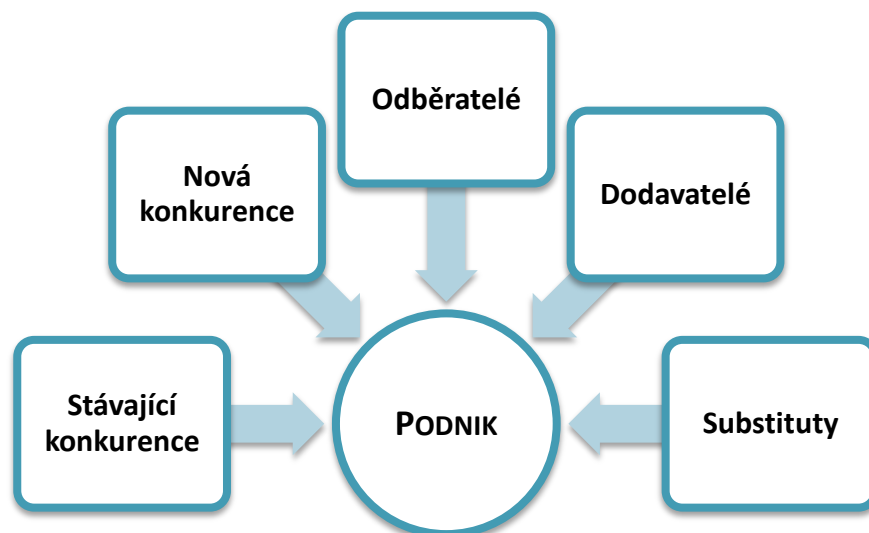 Odběratelé
Nová
konkurence
Dodavatelé
Stávající
konkurence
PODNIK
Substituty